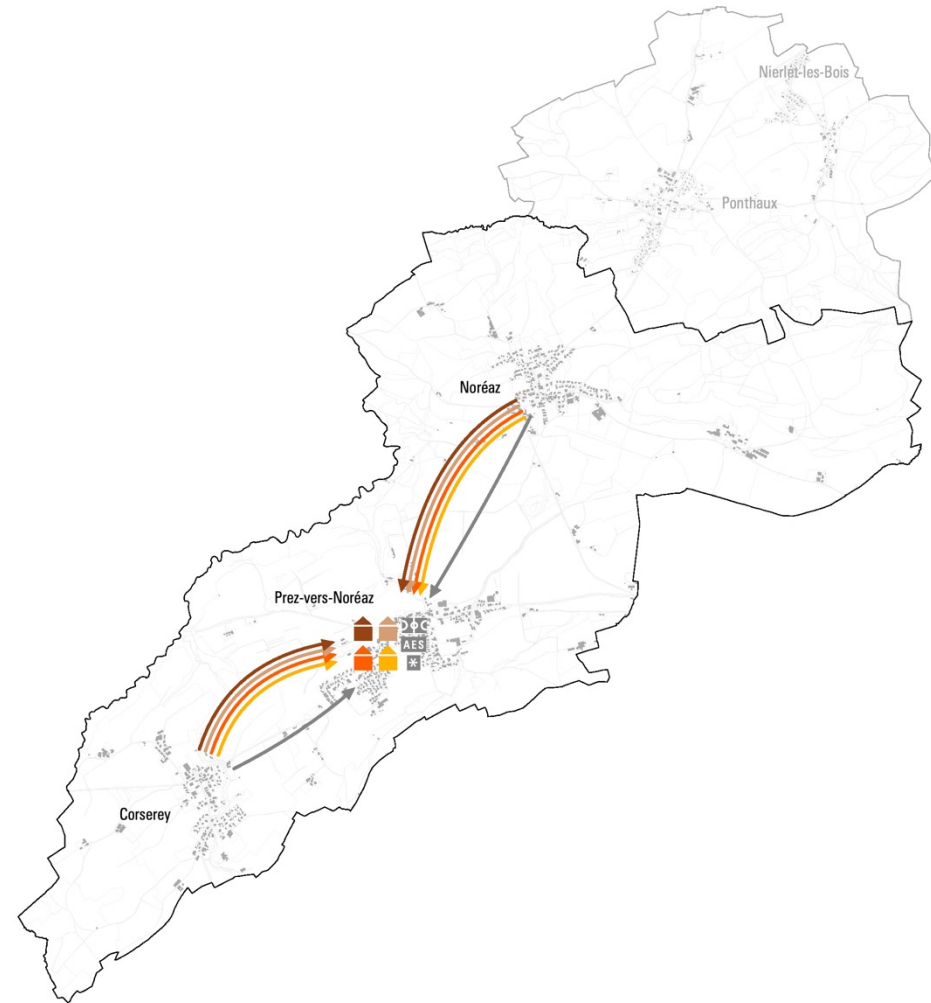 Nierlet-les-Bois
Ponthaux
Noréaz
Prez-vers-Noréaz
AES
*
Corserey